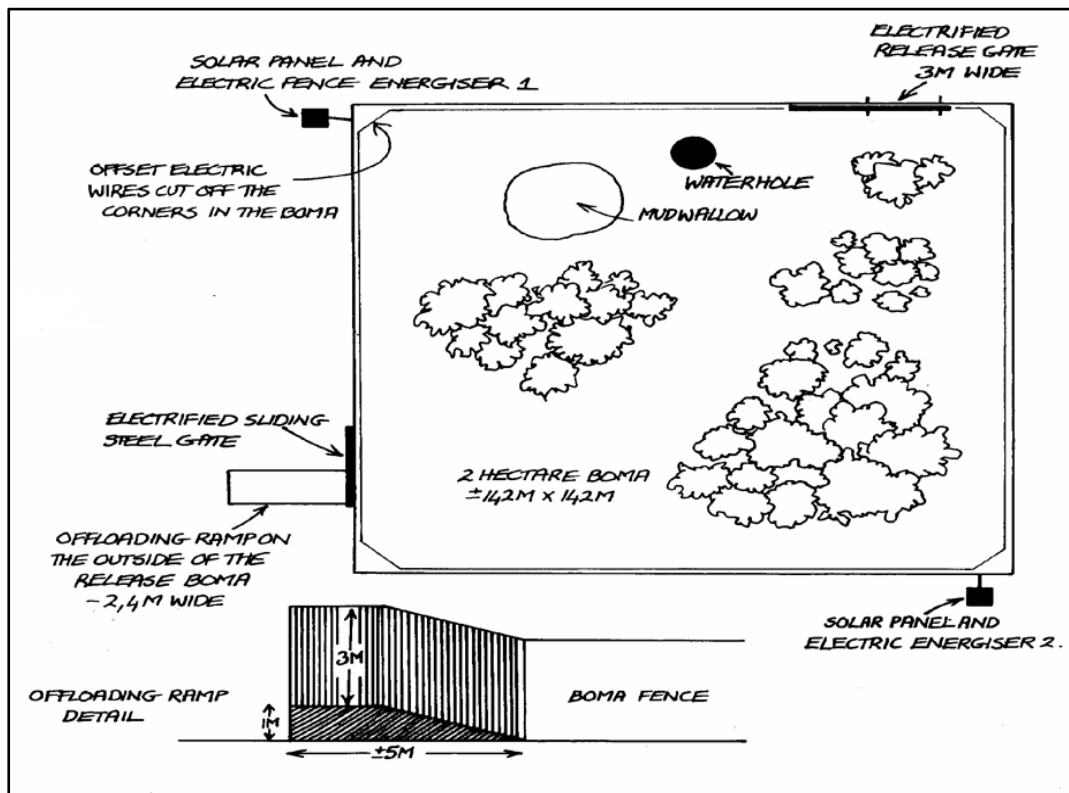 SOLAR PANEL AND
ELECTRIC FENCE ENERGISER 1
ELECTRIFIED
RELEASE GATE
3M WIDE
OFFSET ELECTRIC
WIRES CUT OFF THE
CORNERS IN THE BOMA
WATERHOLE
MUDWALLOW
ELECTRIFIED SLIDING
STEEL GATE
2 HECTARE BOMA
±142M x 142M
OFFLOADING RAMP ON
THE OUTSIDE OF THE
RELEASE BOMA
-2,4M WIDE
SOLAR PANEL AND
ELECTRIC ENERGISER 2.
OFFLOADING RAMP
DETAIL
3M
1M
±5M
BOMA FENCE